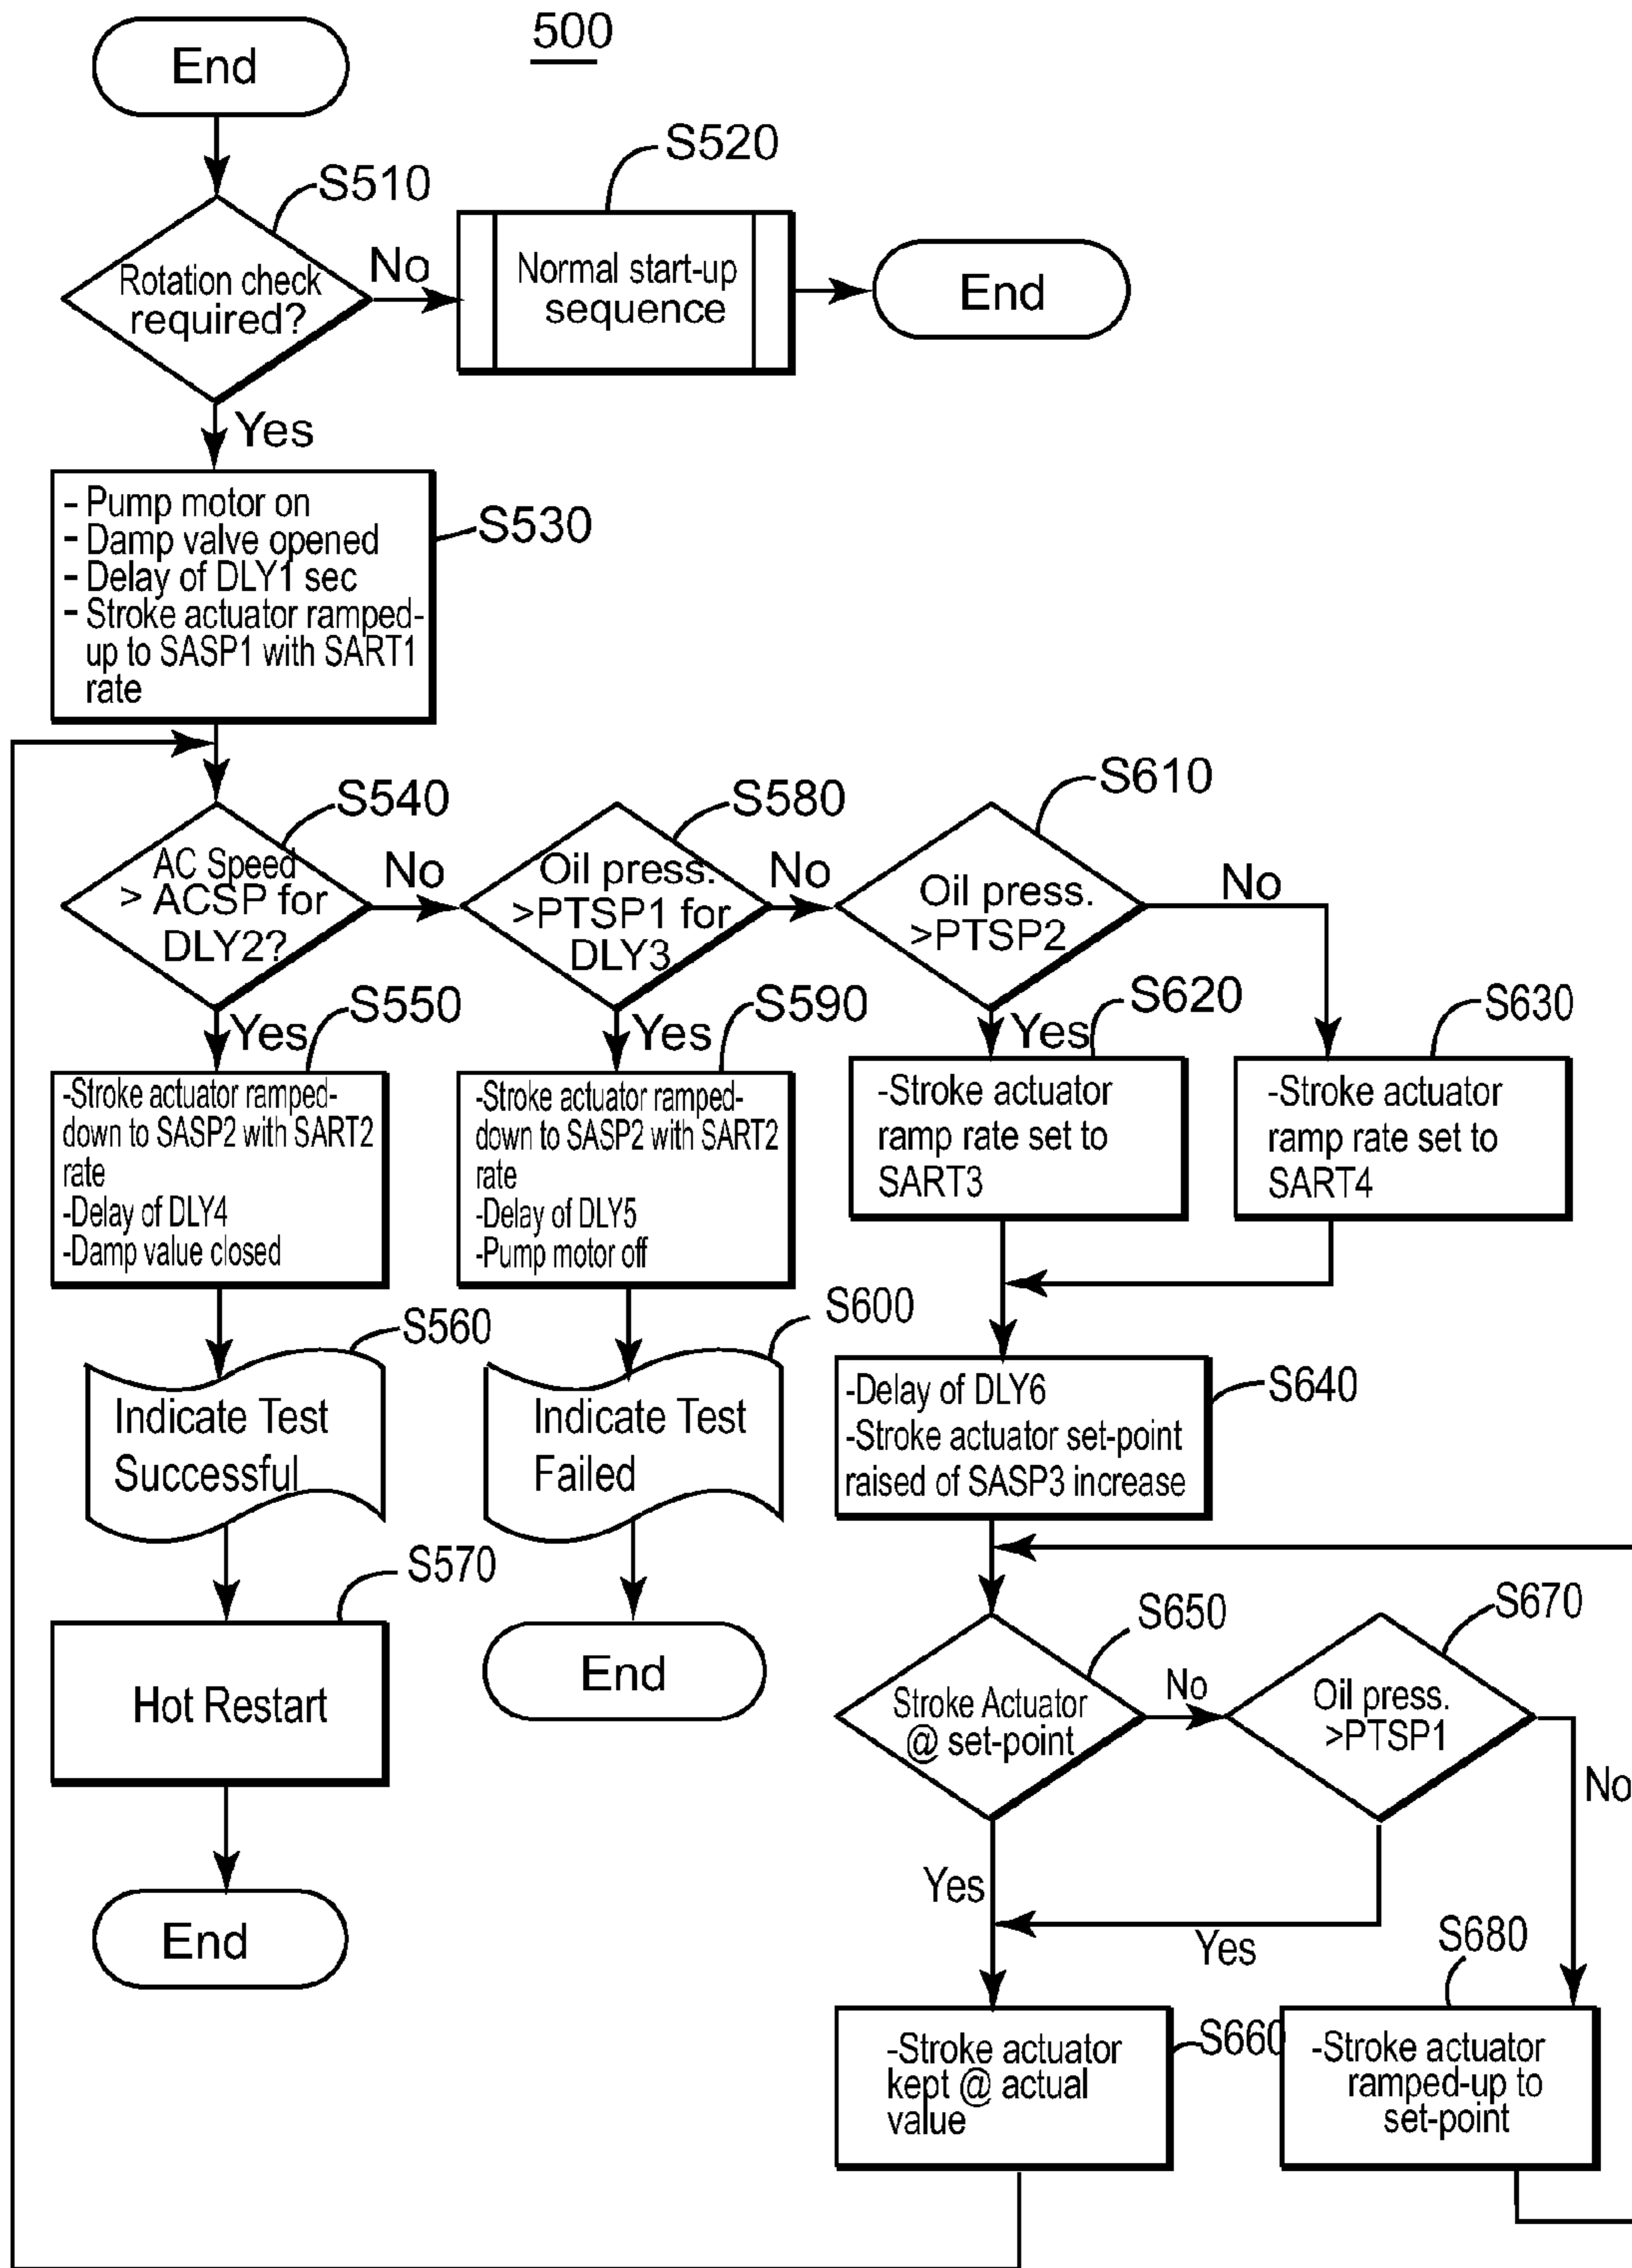 500
End
S510
S520
Rotation check
required?
No
Normal start-up
sequence
End
Yes
- Pump motor on
- Damp valve opened
- Delay of DLY1 sec
- Stroke actuator ramped-
up to SASP1 with SART1
rate
S530
S540
AC Speed
> ACSP for
DLY2?
No
Yes
S580
Oil press.
>PTSP1 for
DLY3
No
Yes
S610
Oil press.
>PTSP2
No
Yes
S550
-Stroke actuator ramped-
down to SASP2 with SART2
rate
-Delay of DLY4
-Damp value closed
S590
-Stroke actuator ramped-
down to SASP2 with SART2
rate
-Delay of DLY5
-Pump motor off
S620
-Stroke actuator
ramp rate set to
SART3
S630
-Stroke actuator
ramp rate set to
SART4
S560
Indicate Test
Successful
S600
Indicate Test
Failed
S640
-Delay of DLY6
-Stroke actuator set-point
raised of SASP3 increase
S570
Hot Restart
End
End
S650
Stroke Actuator
@ set-point
No
Yes
S670
Oil press.
>PTSP1
No
Yes
S660
-Stroke actuator
kept @ actual
value
S680
-Stroke actuator
ramped-up to
set-point